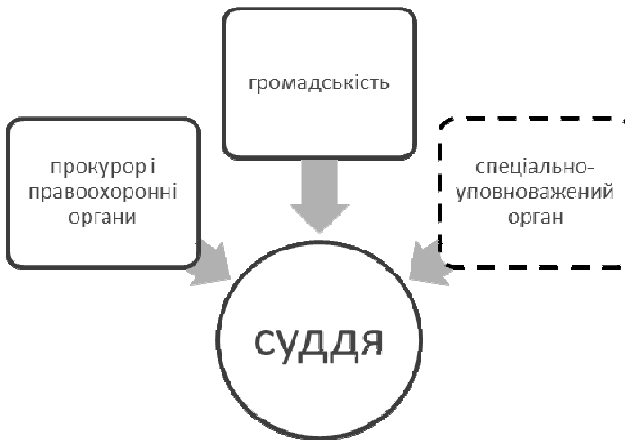 громадськість
прокурор і
правоохоронні
органи
спеціально-
уповноважений
орган
суддя